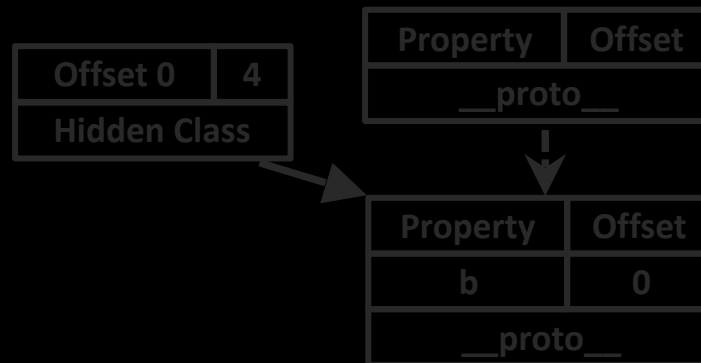 Property Offset
__proto__
Offset 0 4
Hidden Class
Property Offset
b 0
__proto__